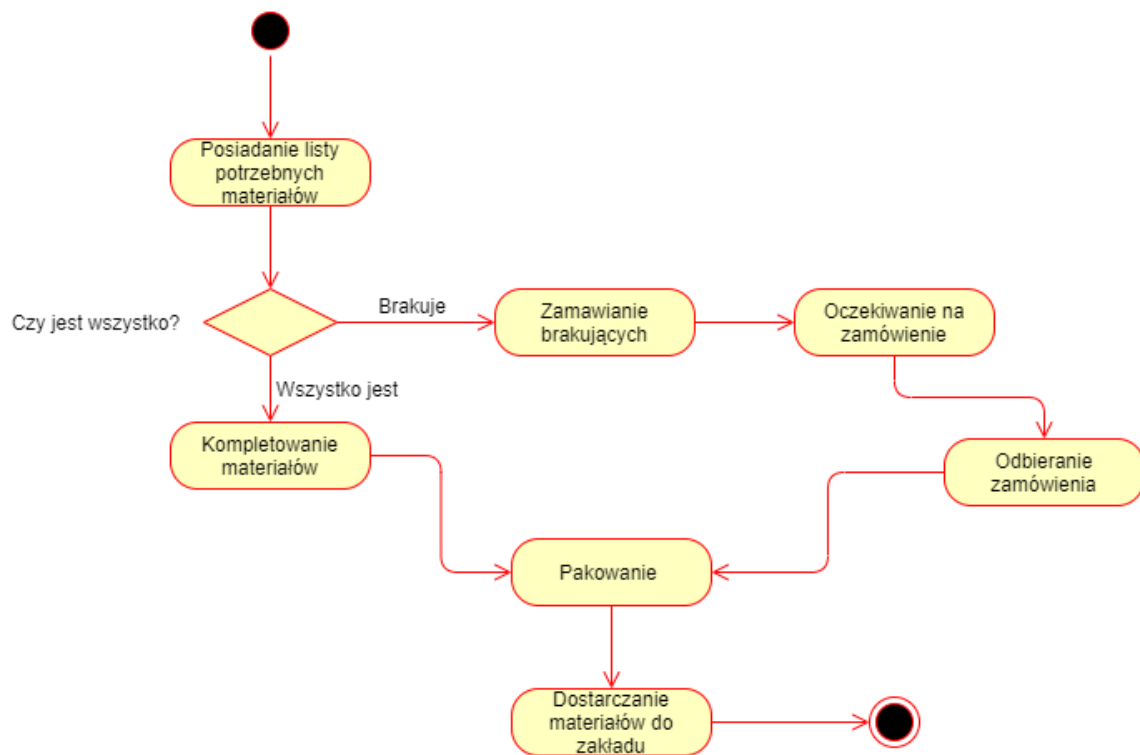 Posiadanie listy
potrzebnych
materiałów
Czy jest wszystko?
Brakuje
Zamawianie
brakujących
Oczekiwanie na
zamówienie
Wszystko jest
Kompletowanie
materiałów
Odbieranie
zamówienia
Pakowanie
Dostarczanie
materiałów do
zakładu